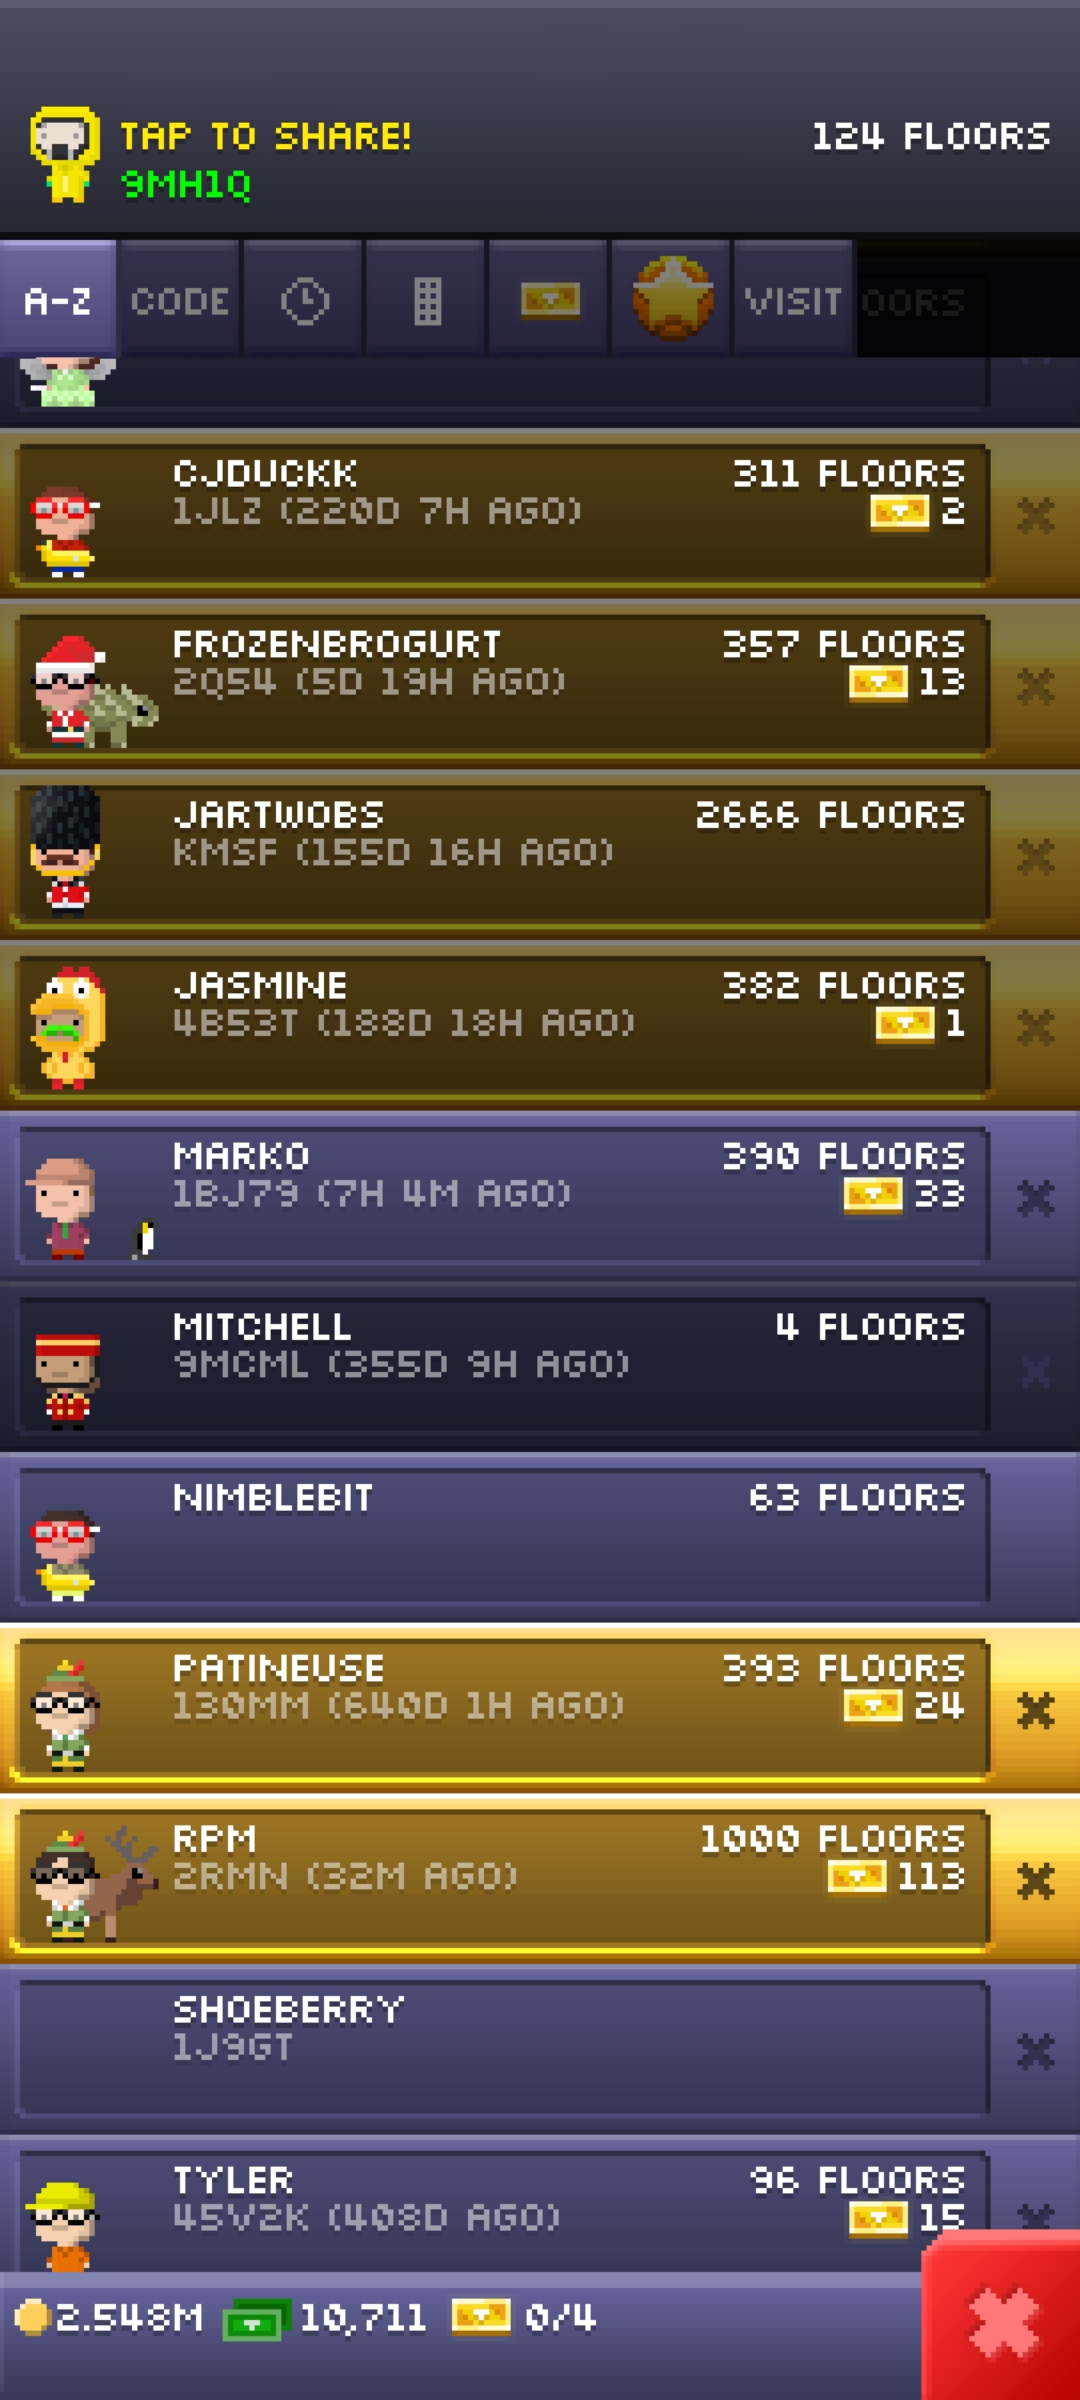 TAP TO SHARE!
124 FLOORS
9MH1Q
A-Z CODE VISIT OORS
CJDUCKK
311 FLOORS
1JLZ (220D 7H AGO)
2
FROZENBROGURT
357 FLOORS
2Q54 (5D 19H AGO)
13
JARTWOBS
2666 FLOORS
KMSF (155D 16H AGO)
JASMINE
382 FLOORS
4B53T (188D 18H AGO)
1
MARKO
390 FLOORS
1BJ79 (7H 4M AGO)
33
MITCHELL
4 FLOORS
9MCML (355D 9H AGO)
NIMBLEBIT
63 FLOORS
PATINEUSE
393 FLOORS
130MM (640D 1H AGO)
24
RPM
1000 FLOORS
2RMN (32M AGO)
113
SHOEBERRY
1J9GT
TYLER
96 FLOORS
45V2K (408D AGO)
15
2.548M 10,711 0/4